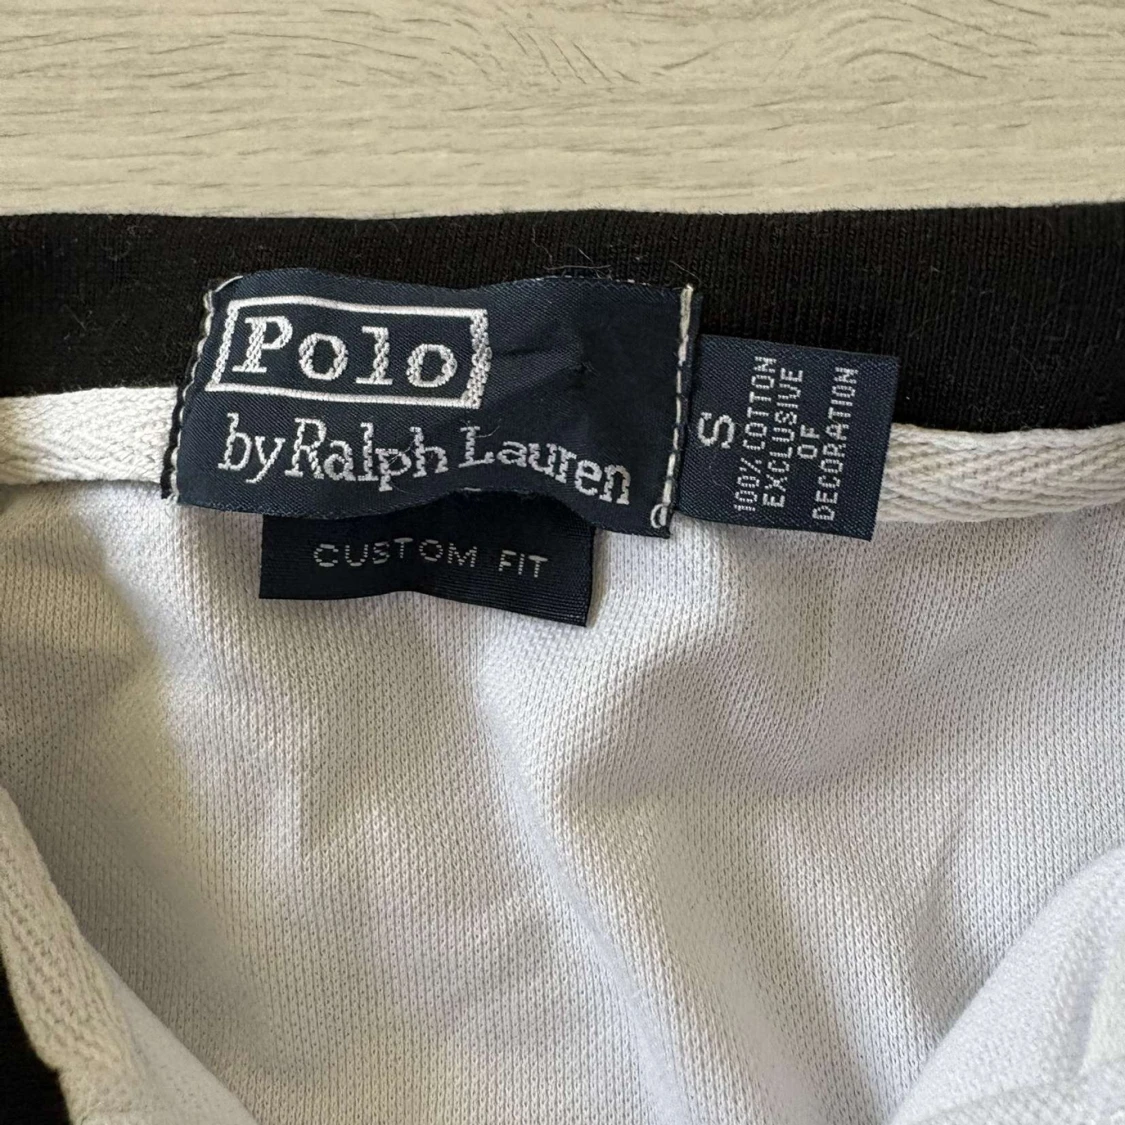 Polo
by Ralph Lauren
CUSTOM FIT
S
100% COTTON
EXCLUSIVE
OF
DECORATION